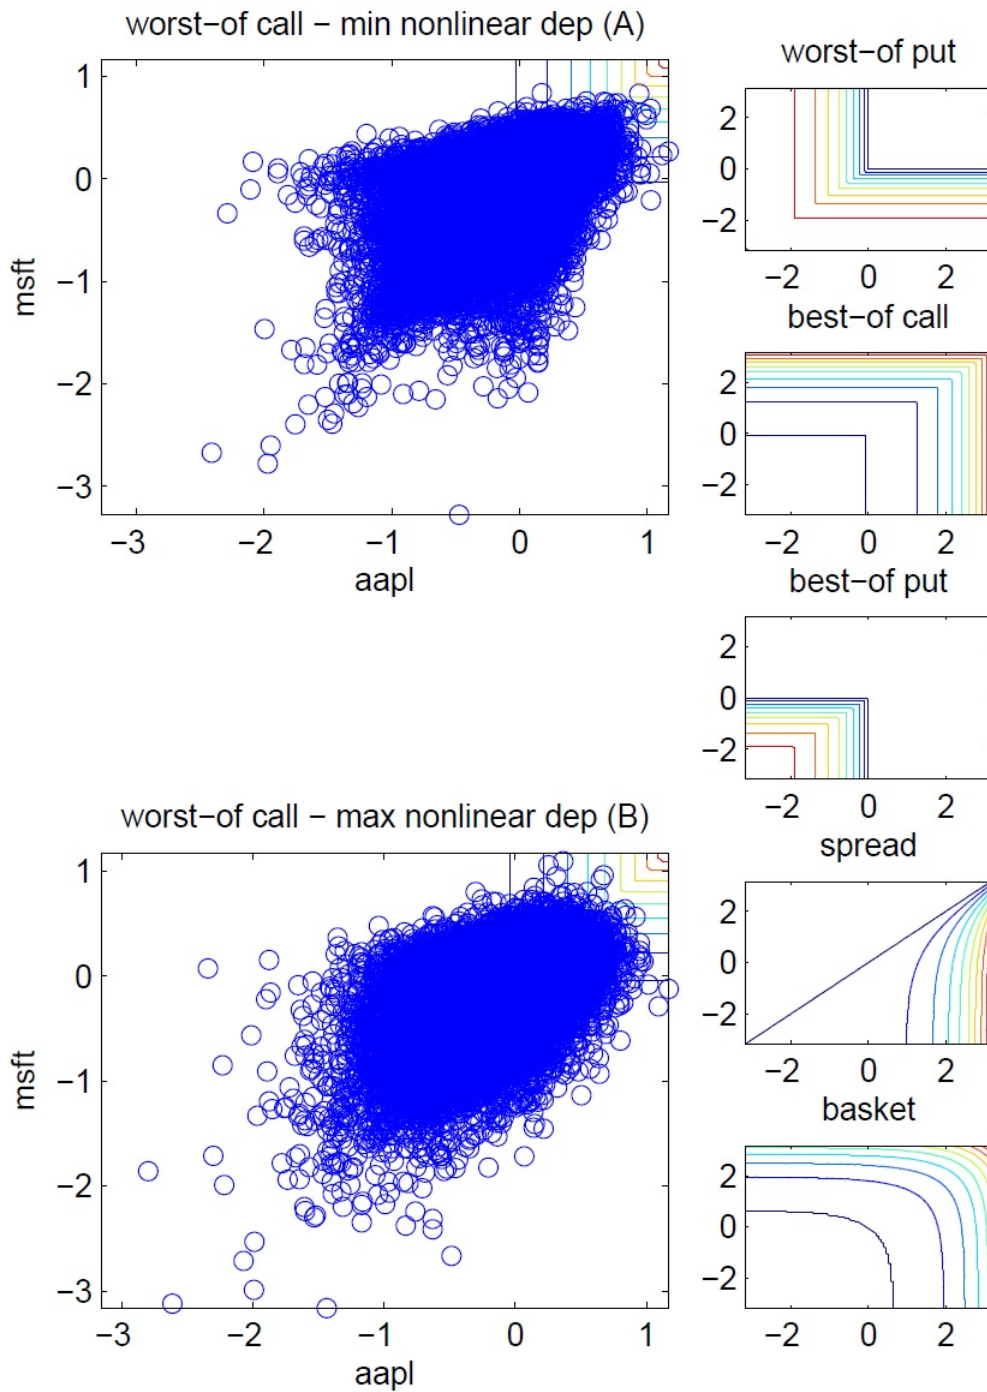 worst-of call - min nonlinear dep (A)
1
0
−1
−2
−3
msft
−3 −2 −1 0 1
aapl
worst-of call - max nonlinear dep (B)
1
0
−1
−2
−3
msft
−3 −2 −1 0 1
aapl
worst-of put
2
0
−2
−2 0 2
best-of call
2
0
−2
−2 0 2
best-of put
2
0
−2
−2 0 2
spread
2
0
−2
−2 0 2
basket
2
0
−2
−2 0 2